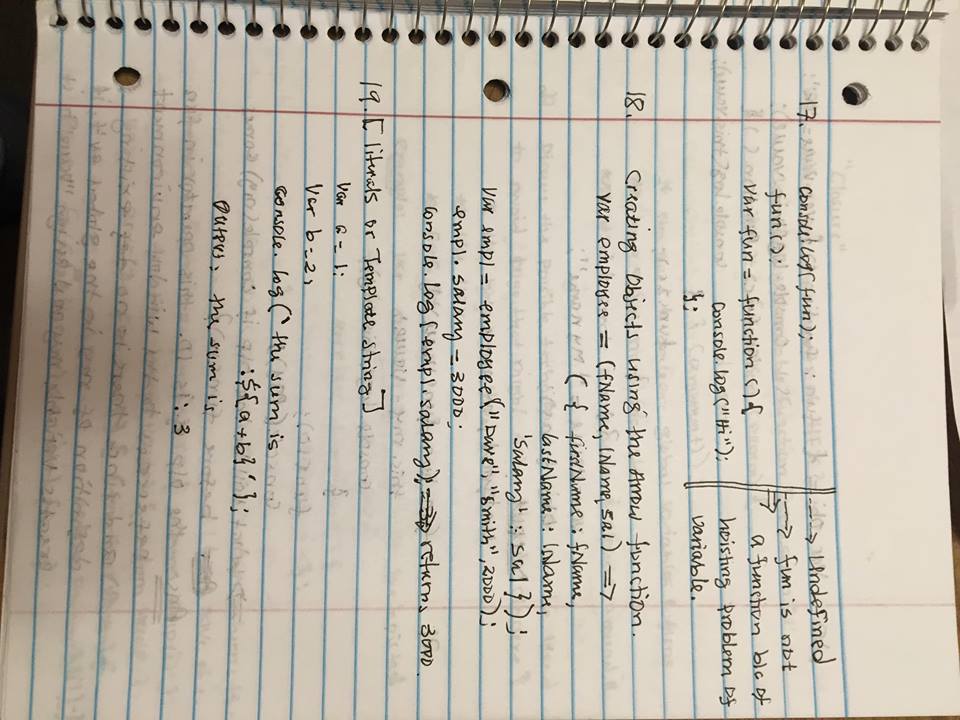 17. console.log(fun); ---> Undefined
fun(); ---> fun is not
a function b/c of
var fun = function(){
hoisting problem of
console.log("Hi");
variable.
};
18. Creating Objects using the Arrow function.
var employee = (fName, lName, sal) =>
( { firstName : fName,
lastName : lName,
'salary' : sal } ) ;
var empl = employee("Dave", "Smith", 2000);
empl.salary = 3000;
console.log(empl.salary); returns 3000.
19. [ literals or Template string]
var a = 1;
var b = 2;
console.log(` the sum is
: ${a+b}`);
Output: the sum is : 3